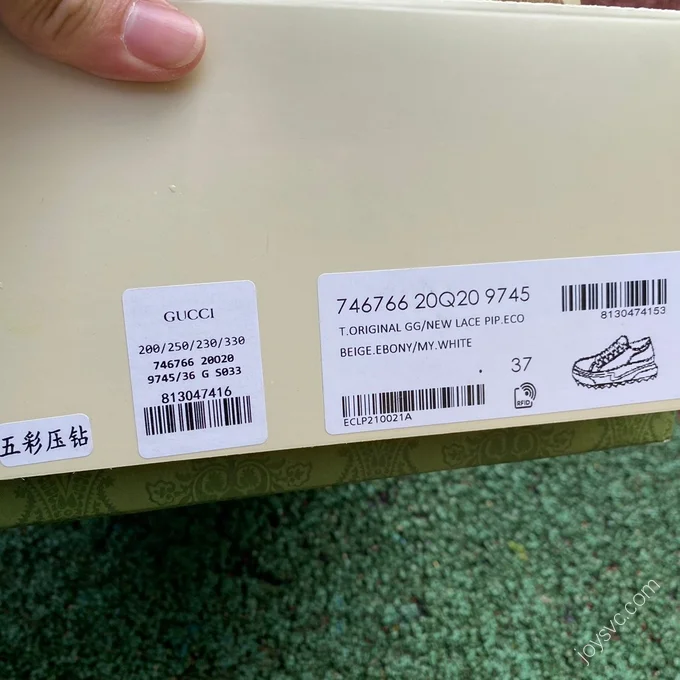 五彩压钻
GUCCI
200/250/230/330
746766 20020
9745/36 G S033
813047416
746766 20Q20 9745
T.ORIGINAL GG/NEW LACE PIP.ECO
BEIGE.EBONY/MY.WHITE
37
8130474153
ECLP210021A
RFID
joysvc.com